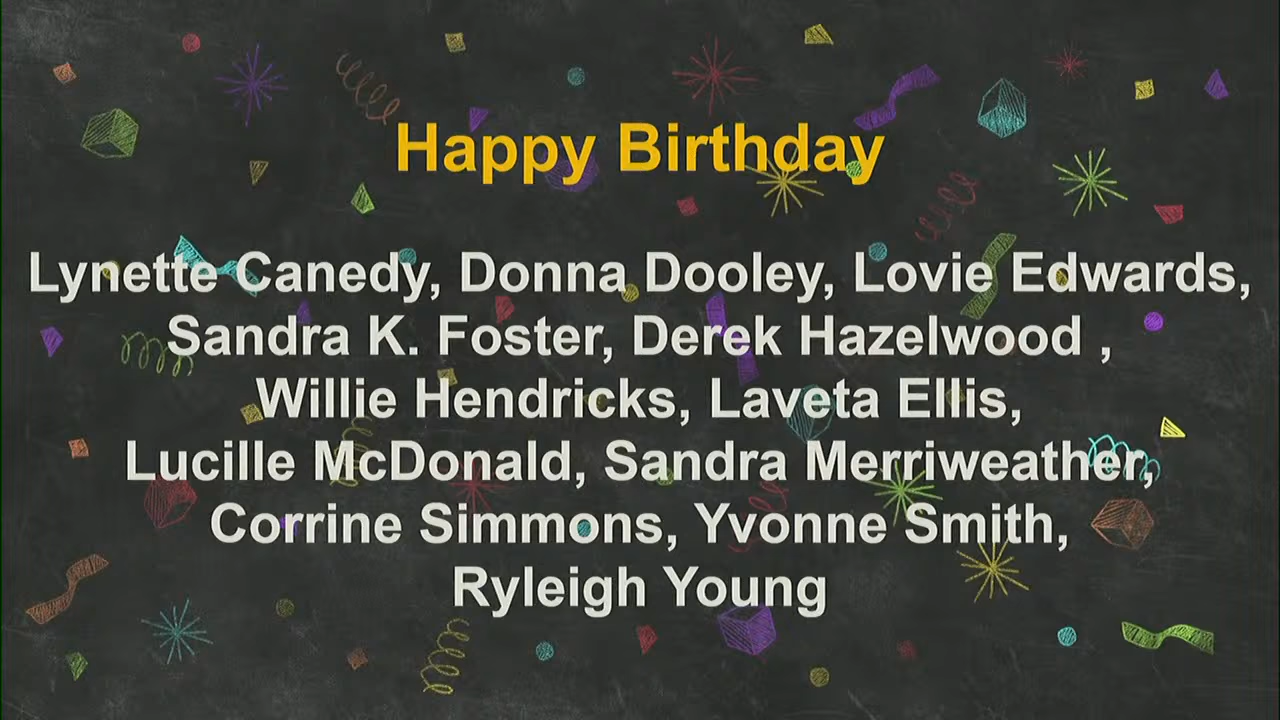 Happy Birthday
Lynette Canedy, Donna Dooley, Lovie Edwards,
Sandra K. Foster, Derek Hazelwood ,
Willie Hendricks, Laveta Ellis,
Lucille McDonald, Sandra Merriweather,
Corrine Simmons, Yvonne Smith,
Ryleigh Young